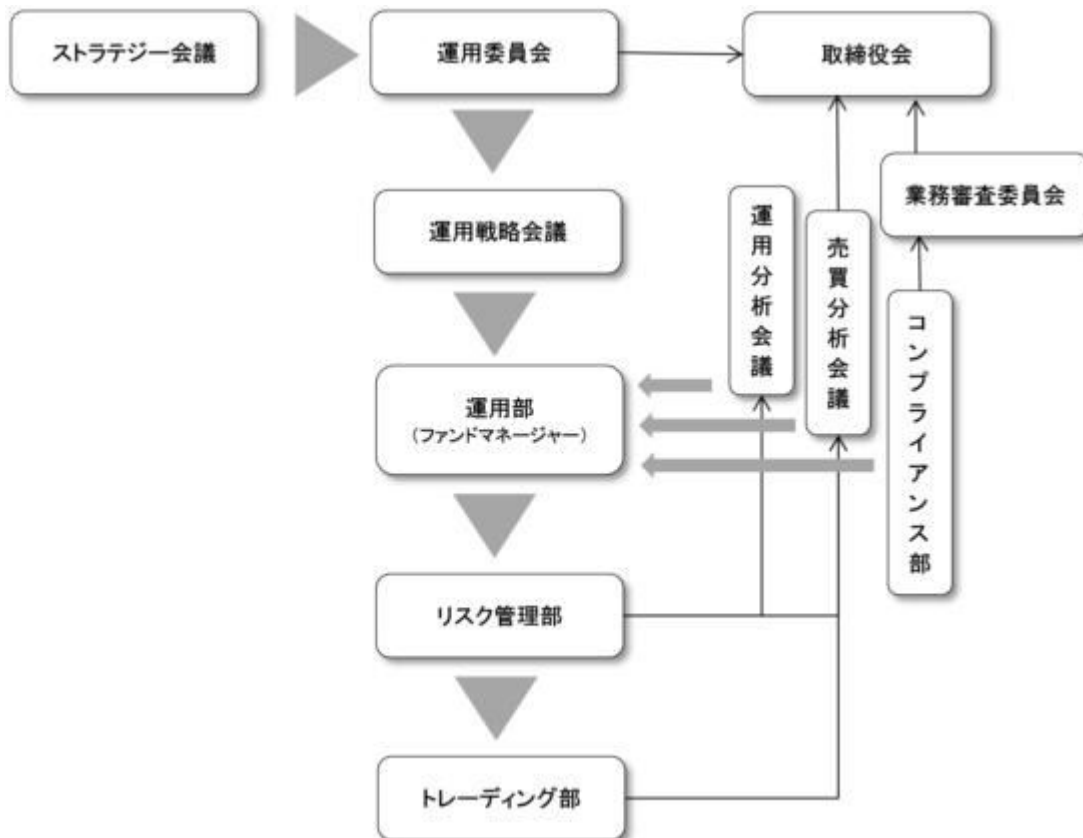 ストラテジー会議
運用委員会
取締役会
業務審査委員会
運用戦略会議
運用分析会議
売買分析会議
コンプライアンス部
運用部
（ファンドマネージャー）
リスク管理部
トレーディング部